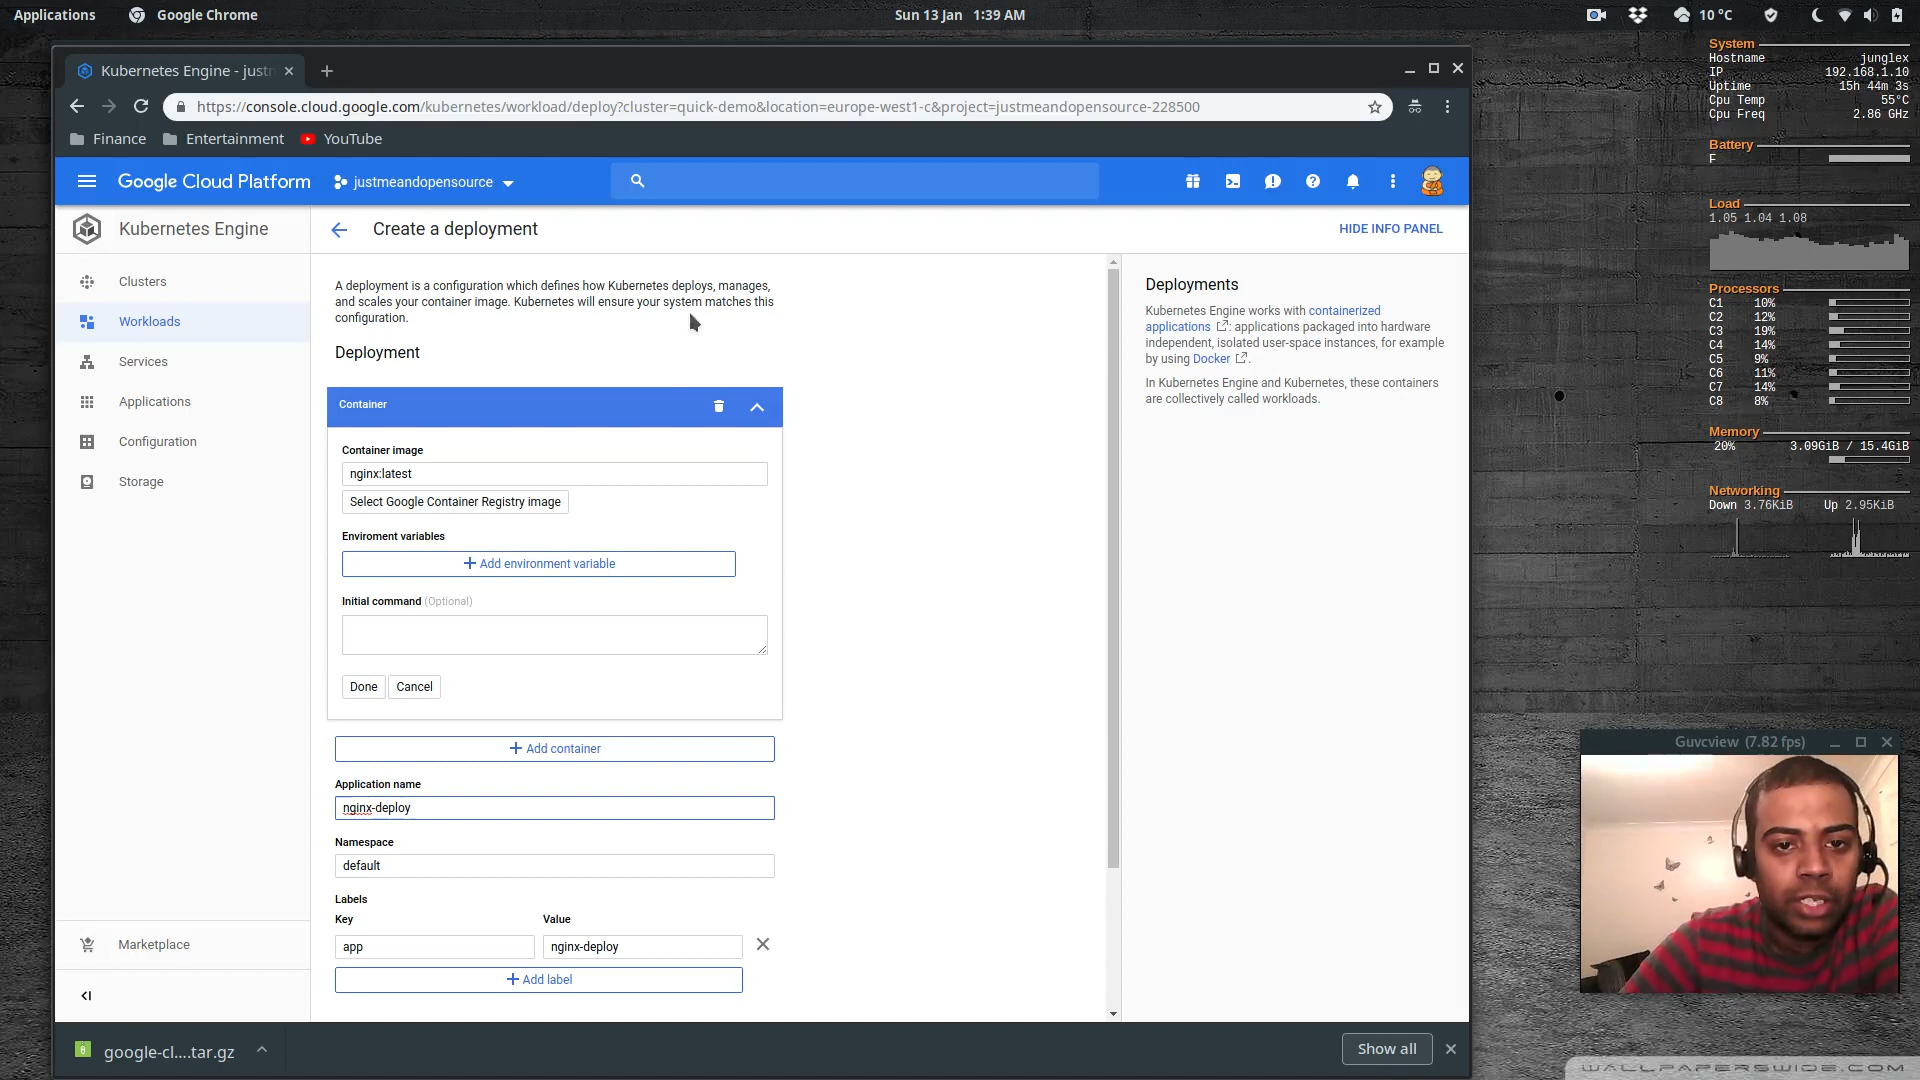 Applications
Google Chrome
Sun 13 Jan 1:39 AM
10 °C
Kubernetes Engine - justm
https://console.cloud.google.com/kubernetes/workload/deploy?cluster=quick-demo&location=europe-west1-c&project=justmeandopensource-228500
Finance
Entertainment
YouTube
Google Cloud Platform
justmeandopensource
Kubernetes Engine
Create a deployment
HIDE INFO PANEL
Clusters
Workloads
Services
Applications
Configuration
Storage
Marketplace
A deployment is a configuration which defines how Kubernetes deploys, manages,
and scales your container image. Kubernetes will ensure your system matches this
configuration.
Deployment
Container
Container image
nginx:latest
Select Google Container Registry image
Enviroment variables
Add environment variable
Initial command (Optional)
Done
Cancel
Add container
Application name
nginx-deploy
Namespace
default
Labels
Key
Value
app
nginx-deploy
Add label
Deployments
Kubernetes Engine works with containerized
applications : applications packaged into hardware
independent, isolated user-space instances, for example
by using Docker .
In Kubernetes Engine and Kubernetes, these containers
are collectively called workloads.
google-cl....tar.gz
Show all
System
Hostname junglex
IP 192.168.1.10
Uptime 15h 44m 3s
Cpu Temp 55°C
Cpu Freq 2.86 GHz
Battery
F
Load
1.05 1.04 1.08
Processors
C1 10%
C2 12%
C3 19%
C4 14%
C5 9%
C6 11%
C7 14%
C8 8%
Memory
20% 3.09GiB / 15.4GiB
Networking
Down 3.76KiB Up 2.95KiB
Guvcview (7.82 fps)
WALLPAPERSWIDE.COM